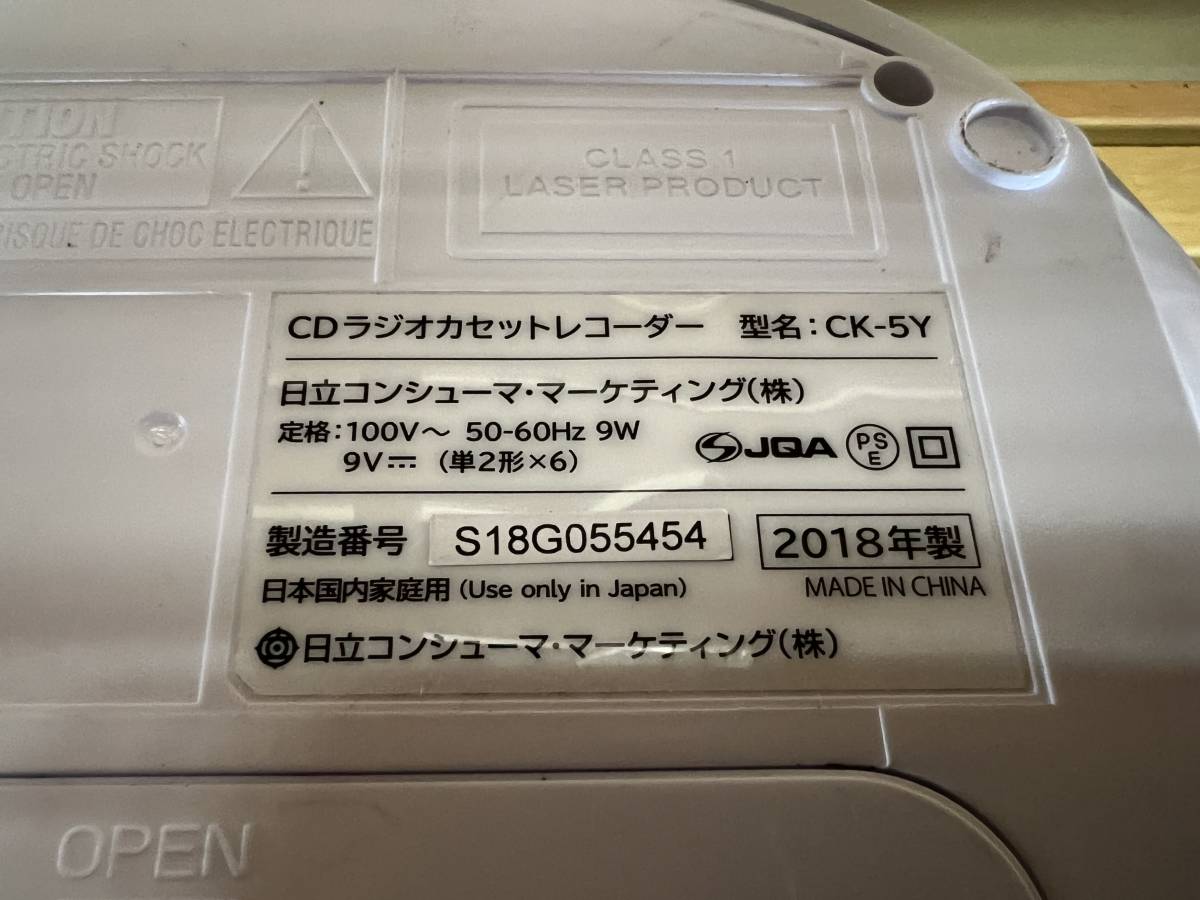 TION
CTRIC SHOCK
OPEN
RISQUE DE CHOC ELECTRIQUE
CLASS 1
LASER PRODUCT
CDラジオカセットレコーダー 型名:CK-5Y
日立コンシューマ・マーケティング(株)
定格:100V～ 50-60Hz 9W
9V⎓ (単2形×6)
JQA
PS
E
製造番号 S18G055454 2018年製
日本国内家庭用 (Use only in Japan)
MADE IN CHINA
日立コンシューマ・マーケティング(株)
OPEN